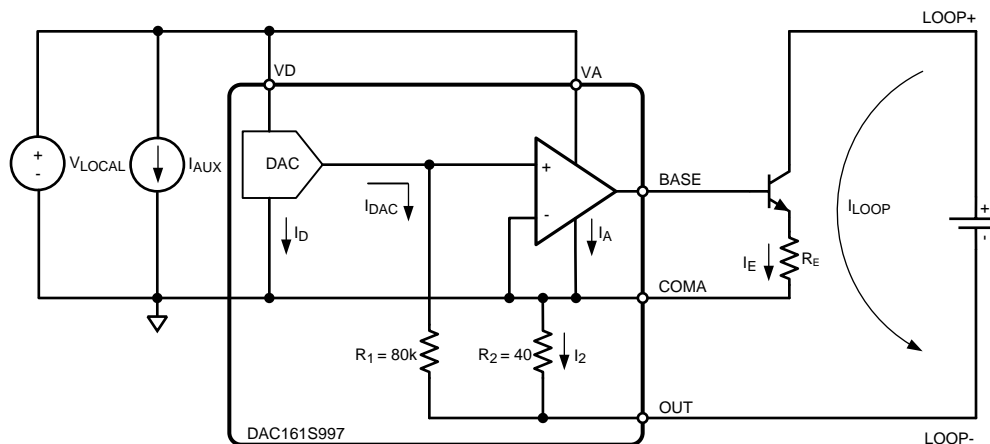 LOOP+
VD
VA
+
-
VLOCAL
IAUX
DAC
IDAC
ID
+
-
IA
BASE
IE
RE
ILOOP
+
-
COMA
R1 = 80k
R2 = 40
I2
OUT
DAC161S997
LOOP-